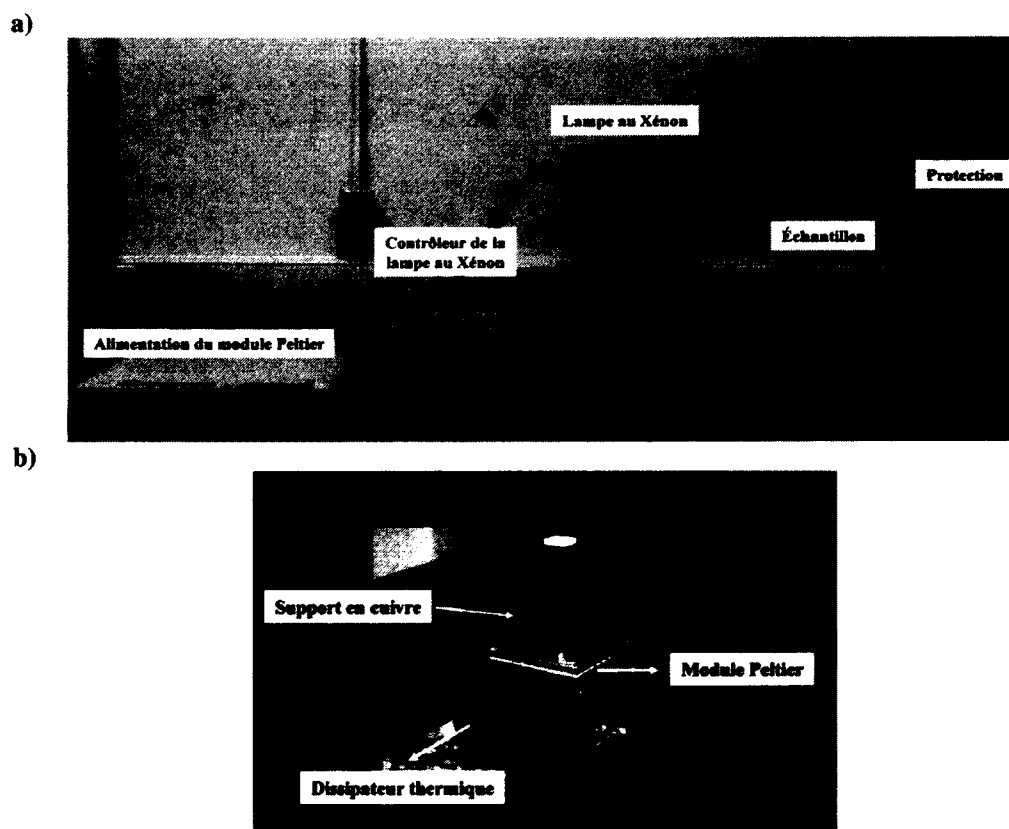 a)
Lampe au Xénon
Protection
Échantillon
Contrôleur de la
lampe au Xénon
Alimentation du module Peltier
b)
Support en cuivre
Module Peltier
Dissipateur thermique